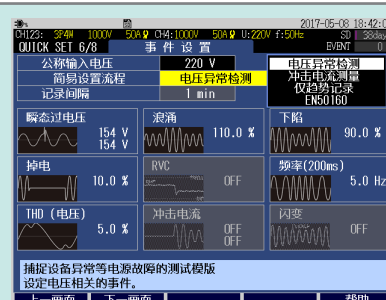 2017-05-08 18:42:0
CH123: 3P4W 1000V 50A CH4:1000V 50A U:220V f:50Hz SD 38day
QUICK SET 6/8 事件设置 EVENT 0
公称输入电压 220 V
简易设置流程 电压异常检测
记录间隔 1 min
电压异常检测
冲击电流测量
仅趋势记录
EN50160
瞬态过电压 154 V 154 V
浪涌 110.0 %
下陷 90.0 %
掉电 10.0 %
RVC OFF
频率(200ms) 5.0 Hz
THD (电压) 5.0 %
冲击电流 OFF OFF
闪变 OFF
捕捉设备异常等电源故障的测试模版
设定电压相关的事件。
上一画面 下一画面 帮助